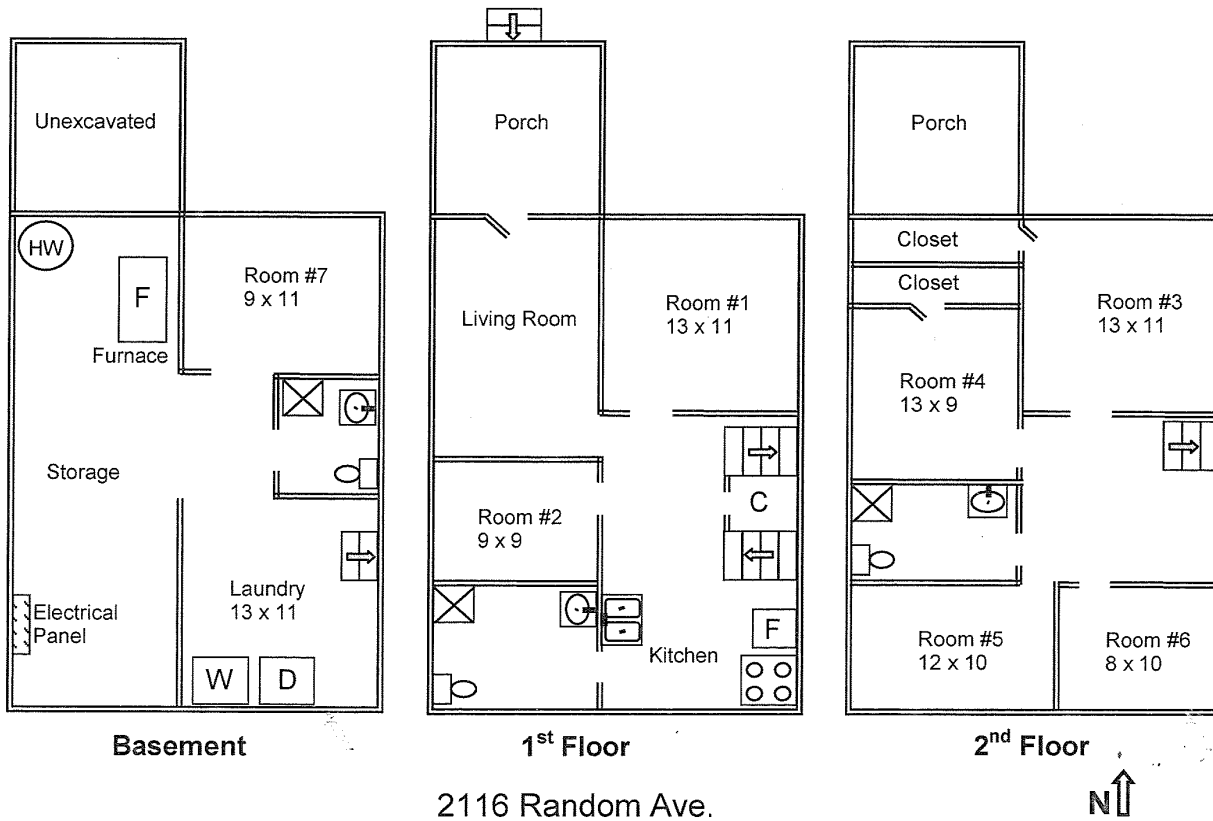 Unexcavated
HW
F
Furnace
Room #7
9 x 11
Storage
Electrical
Panel
Laundry
13 x 11
W
D
Basement
Porch
Living Room
Room #1
13 x 11
Room #2
9 x 9
C
F
Kitchen
1st Floor
Porch
Closet
Closet
Room #3
13 x 11
Room #4
13 x 9
Room #5
12 x 10
Room #6
8 x 10
2nd Floor
2116 Random Ave.
N